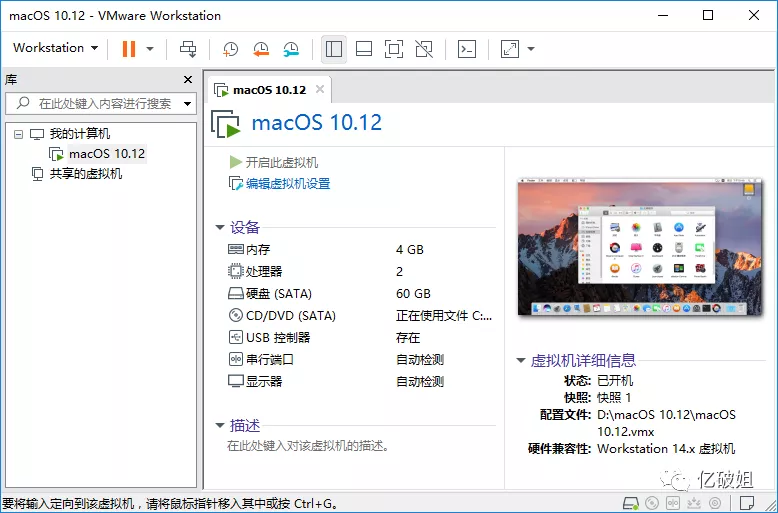 macOS 10.12 - VMware Workstation
Workstation
库
在此处键入内容进行搜索
我的计算机
macOS 10.12
共享的虚拟机
macOS 10.12
macOS 10.12
开启此虚拟机
编辑虚拟机设置
设备
内存 4 GB
处理器 2
硬盘 (SATA) 60 GB
CD/DVD (SATA) 正在使用文件 C:...
USB 控制器 存在
串行端口 自动检测
显示器 自动检测
描述
在此处键入对该虚拟机的描述。
虚拟机详细信息
状态: 已开机
快照: 快照 1
配置文件: D:\macOS 10.12\macOS
10.12.vmx
硬件兼容性: Workstation 14.x 虚拟机
亿破姐
要将输入定向到该虚拟机，请将鼠标指针移入其中或按 Ctrl+G。